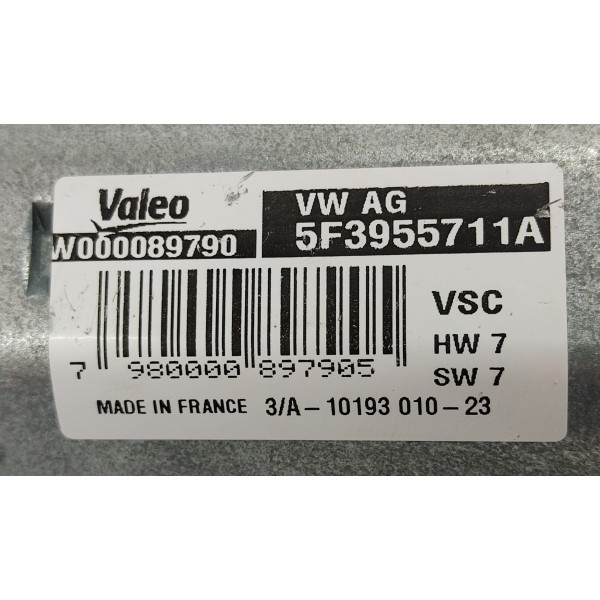 Valeo
VW AG
W000089790
5F3955711A
VSC
HW 7
7 980000 897905
SW 7
MADE IN FRANCE 3/A-10193 010-23